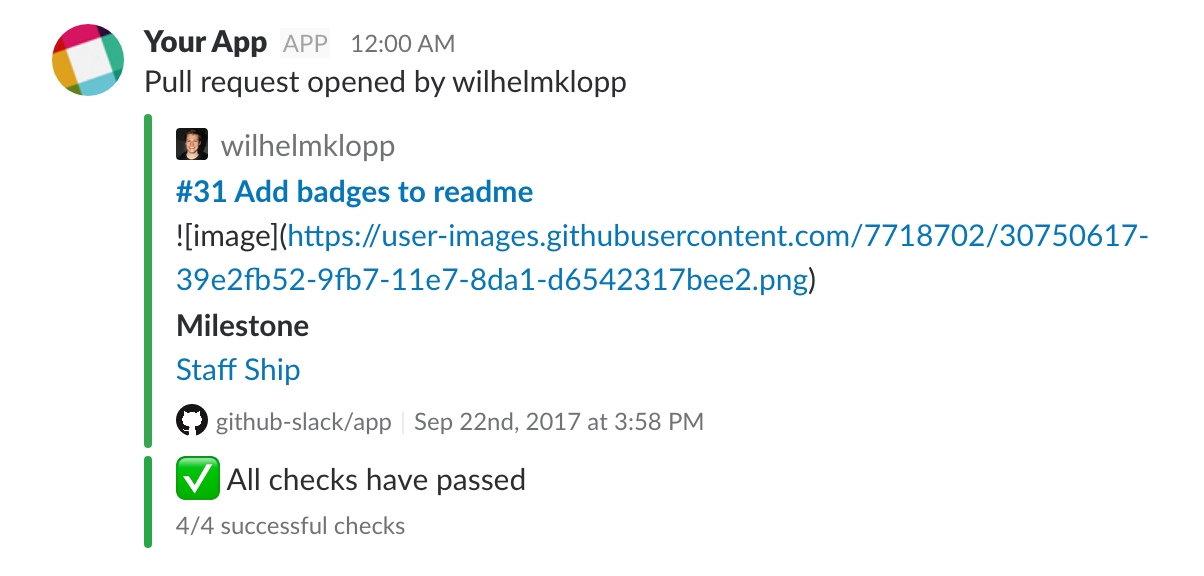 Your App APP 12:00 AM
Pull request opened by wilhelmklopp
wilhelmklopp
#31 Add badges to readme
![image](https://user-images.githubusercontent.com/7718702/30750617-
39e2fb52-9fb7-11e7-8da1-d6542317bee2.png)
Milestone
Staff Ship
github-slack/app | Sep 22nd, 2017 at 3:58 PM
All checks have passed
4/4 successful checks